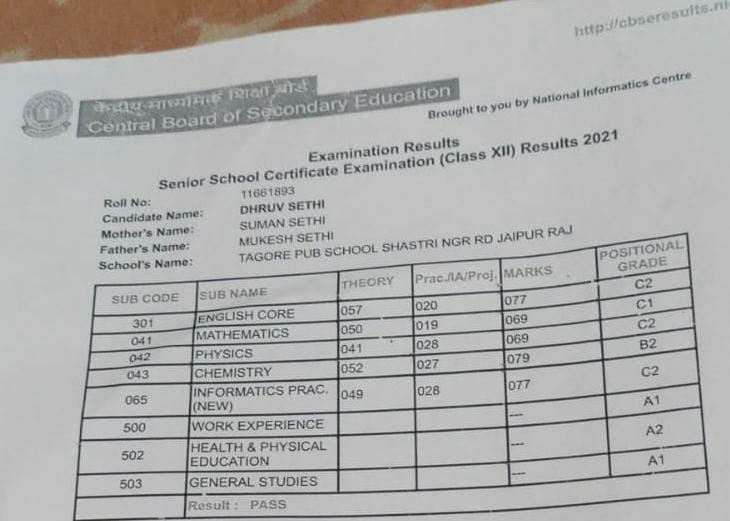 http://cbseresults.ni
केन्द्रीय माध्यमिक शिक्षा बोर्ड
Central Board of Secondary Education
Brought to you by National Informatics Centre
Examination Results
Senior School Certificate Examination (Class XII) Results 2021
Roll No: 11661893
Candidate Name: DHRUV SETHI
Mother's Name: SUMAN SETHI
Father's Name: MUKESH SETHI
School's Name: TAGORE PUB SCHOOL SHASTRI NGR RD JAIPUR RAJ
SUB CODE SUB NAME THEORY Prac./IA/Proj. MARKS POSITIONAL GRADE
301 ENGLISH CORE 057 020 077 C2
041 MATHEMATICS 050 019 069 C1
042 PHYSICS 041 028 069 C2
043 CHEMISTRY 052 027 079 B2
065 INFORMATICS PRAC. (NEW) 049 028 077 C2
500 WORK EXPERIENCE --- A1
502 HEALTH & PHYSICAL EDUCATION --- A2
503 GENERAL STUDIES --- A1
Result : PASS